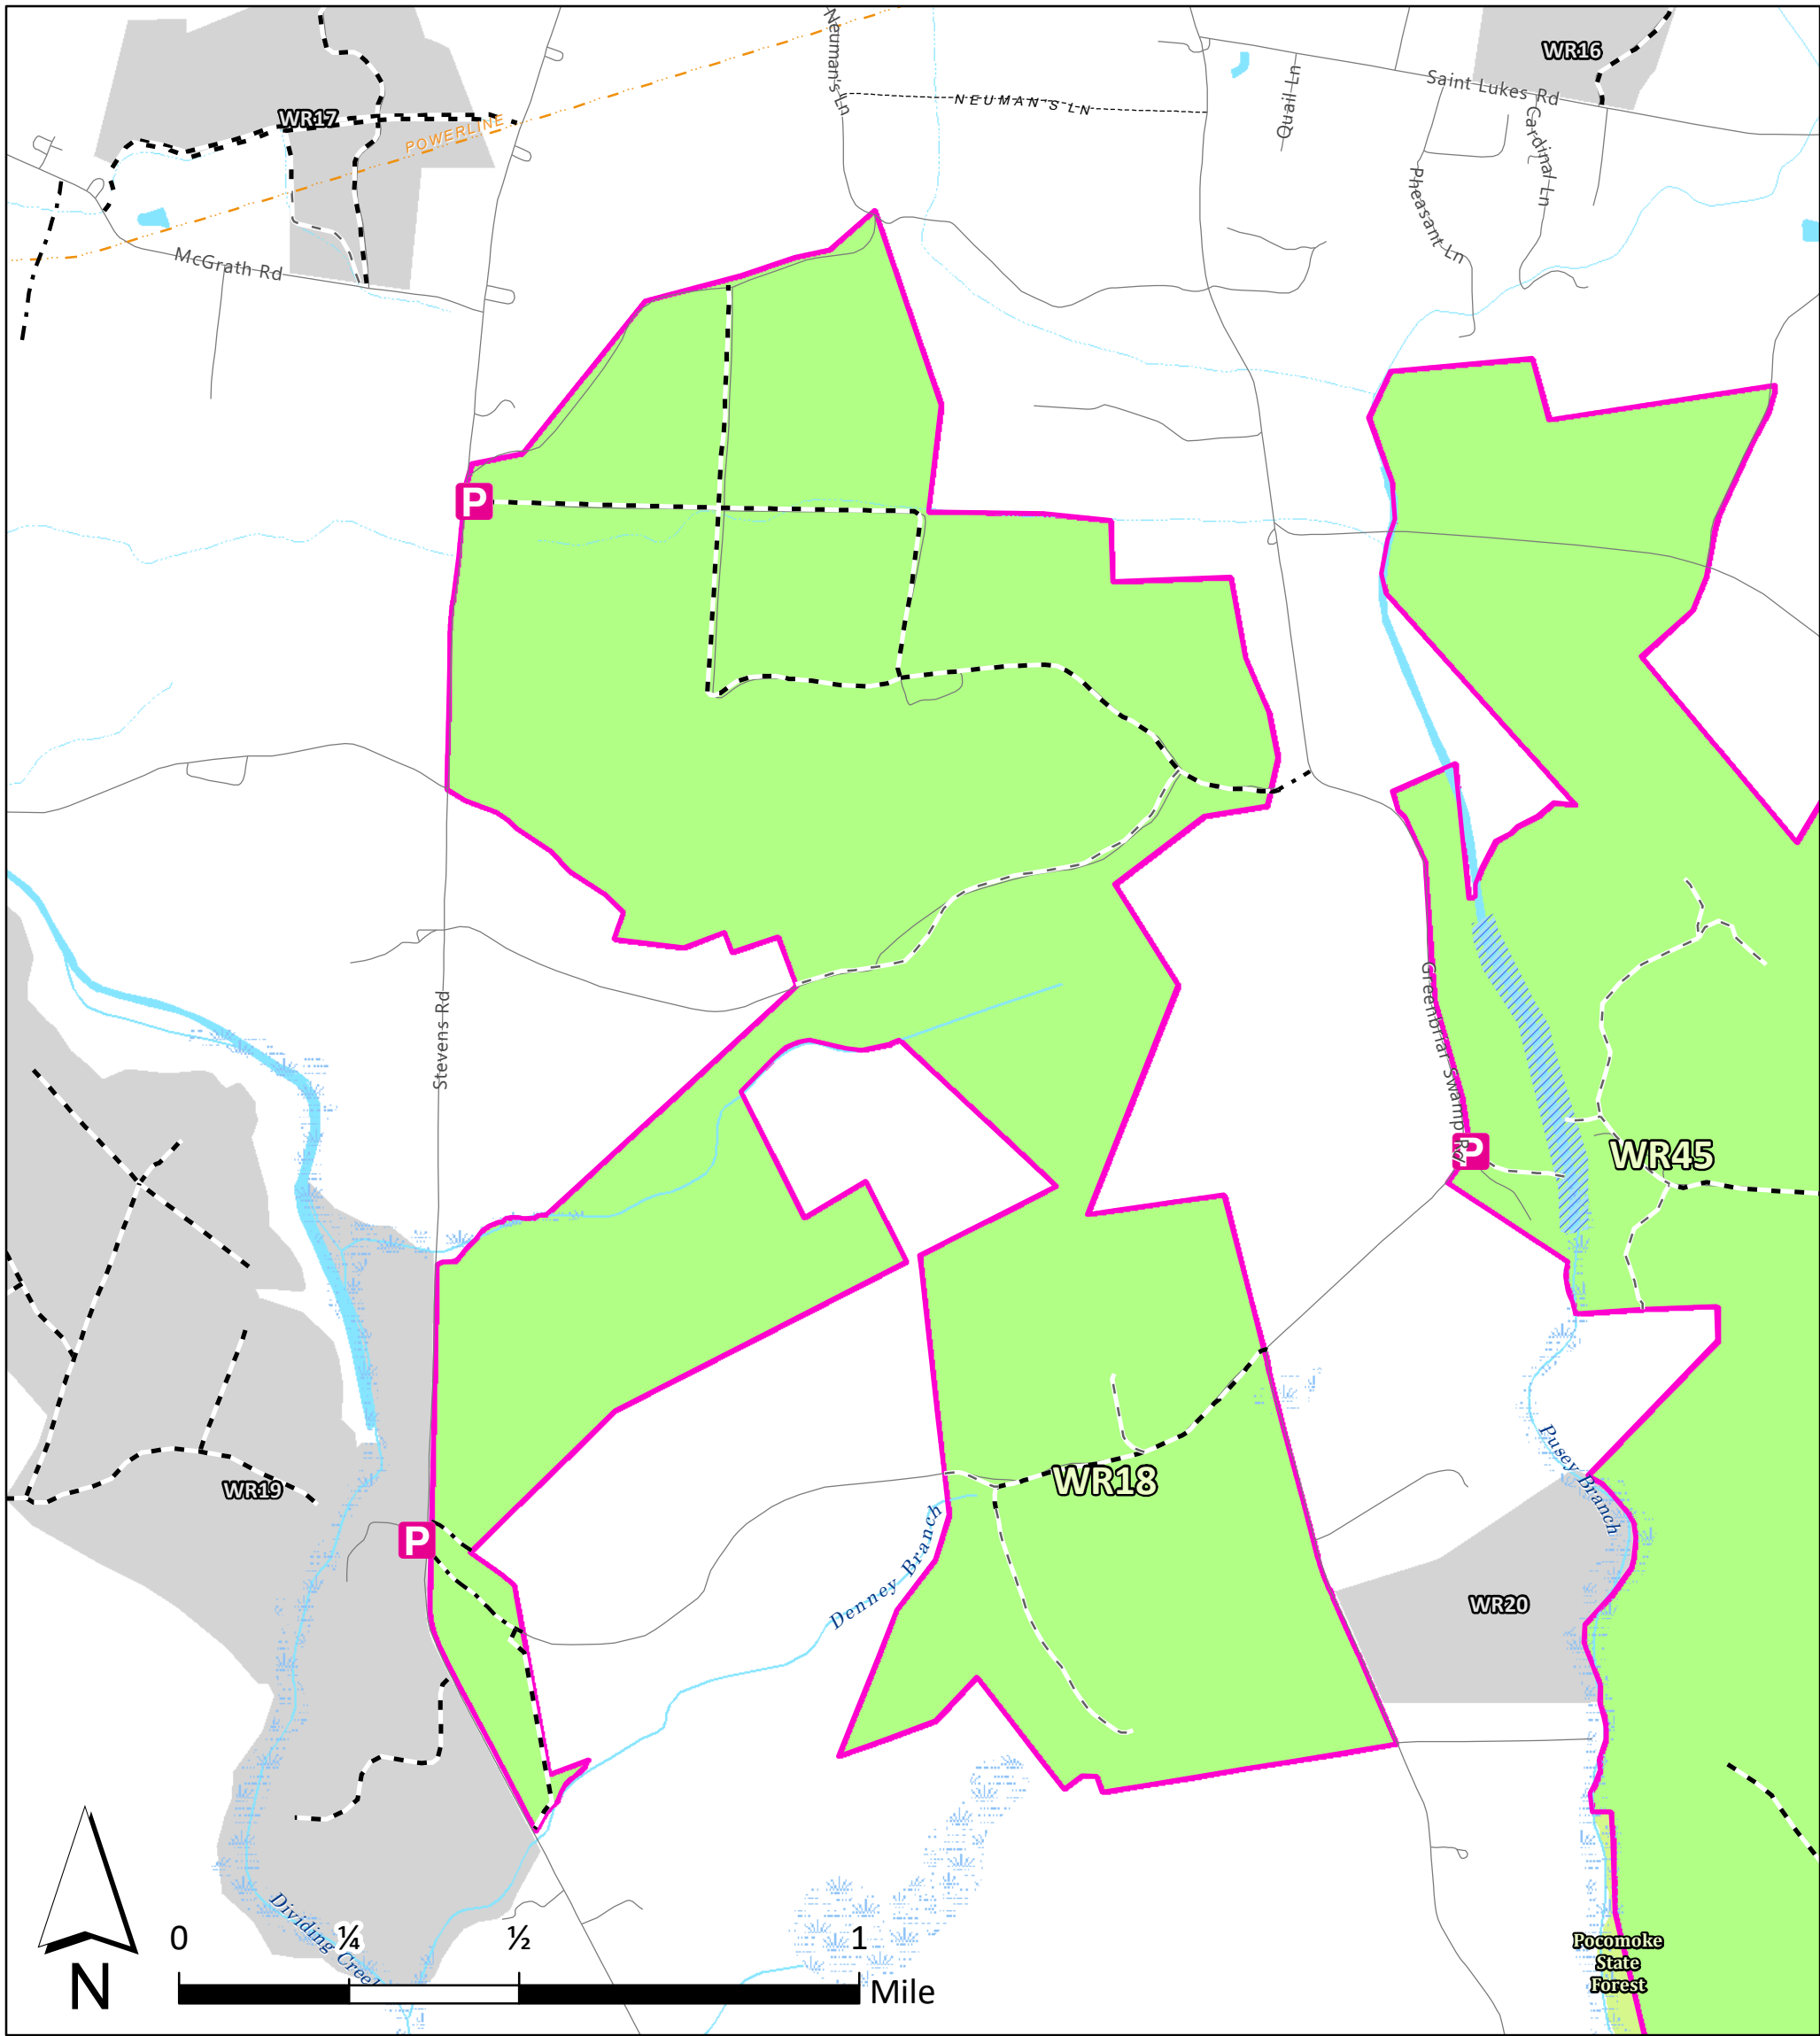 WR16
Neuman's Ln
Saint Lukes Rd
NEUMAN'S LN
Quail Ln
Cardinal Ln
WR17
POWERLINE
Pheasant Ln
McGrath Rd
P
Stevens Rd
Greenbriar Swamp Rd
P
WR45
Pusey Branch
WR19
WR18
P
Denney Branch
WR20
Dividing Creek
Pocomoke
State
Forest
0 ¼ ½ 1
Mile
N